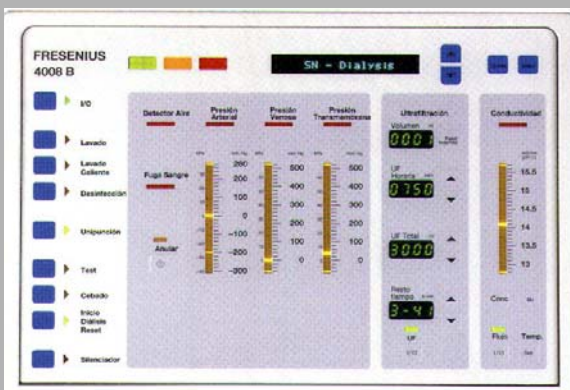 FRESENIUS
4008 B
SN - Dialysis
I/O
Lavado
Lavado
Caliente
Desinfección
Unipunción
Test
Cebado
Inicio
Diálisis
Reset
Silenciador
Detector Aire
Fuga Sangre
Anular
Presión
Arterial
280
200
100
0
-100
-200
-300
Presión
Venosa
500
400
300
200
100
0
Presión
Transmembrana
500
400
300
200
100
0
Ultrafiltración
Volumen
0001
UF
Horaria
0750
UF Total
3000
Resto
tiempo
3-41
UF
I/O
Conductividad
15.5
15
14.5
14
13.5
13
Conc.
Flujo
Temp.
I/O